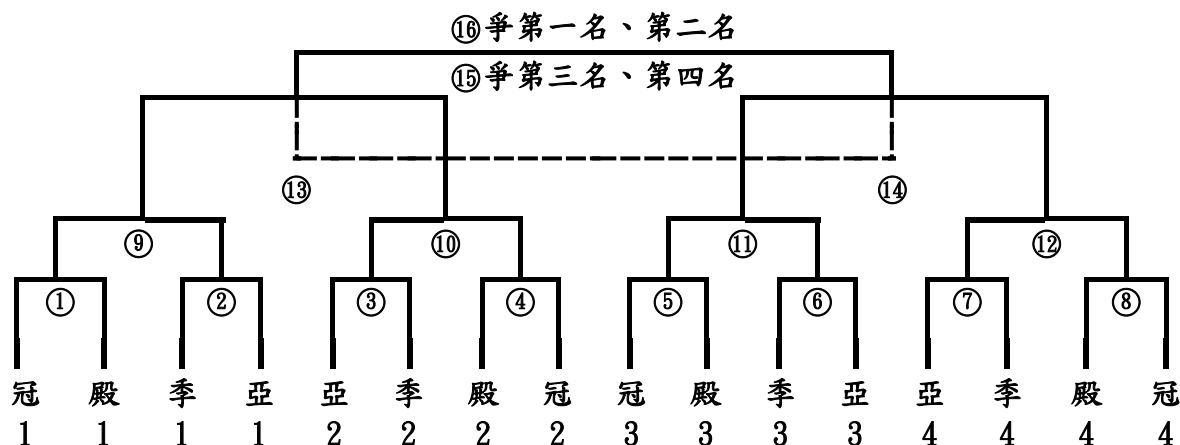 ⑯爭第一名、第二名
⑮爭第三名、第四名
⑬ ⑭
⑨ ⑩ ⑪ ⑫
① ② ③ ④ ⑤ ⑥ ⑦ ⑧
冠 殿 季 亞 亞 季 殿 冠 冠 殿 季 亞 亞 季 殿 冠
1 1 1 1 2 2 2 2 3 3 3 3 4 4 4 4